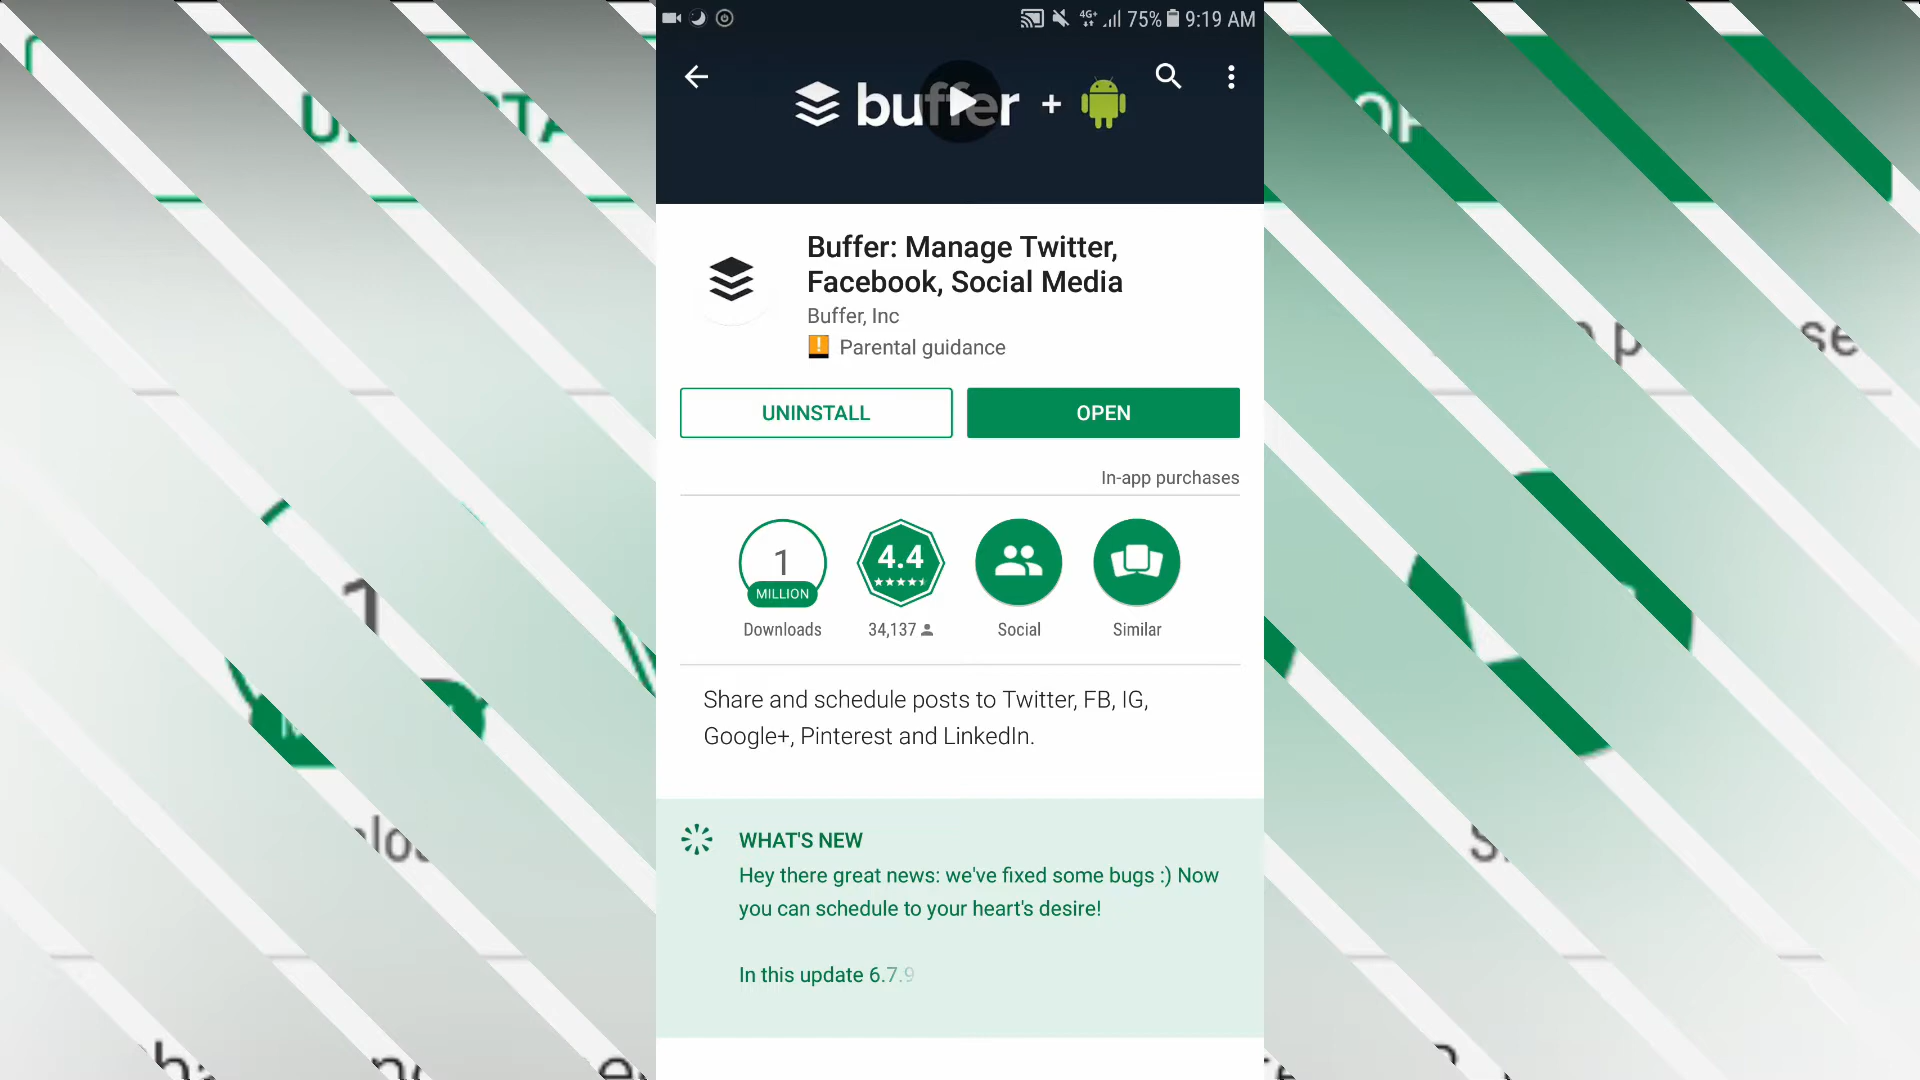 75% 9:19 AM
buffer +
Buffer: Manage Twitter,
Facebook, Social Media
Buffer, Inc
Parental guidance
UNINSTALL
OPEN
In-app purchases
1
MILLION
Downloads
4.4
34,137
Social
Similar
Share and schedule posts to Twitter, FB, IG,
Google+, Pinterest and LinkedIn.
WHAT'S NEW
Hey there great news: we've fixed some bugs :) Now
you can schedule to your heart's desire!
In this update 6.7.9